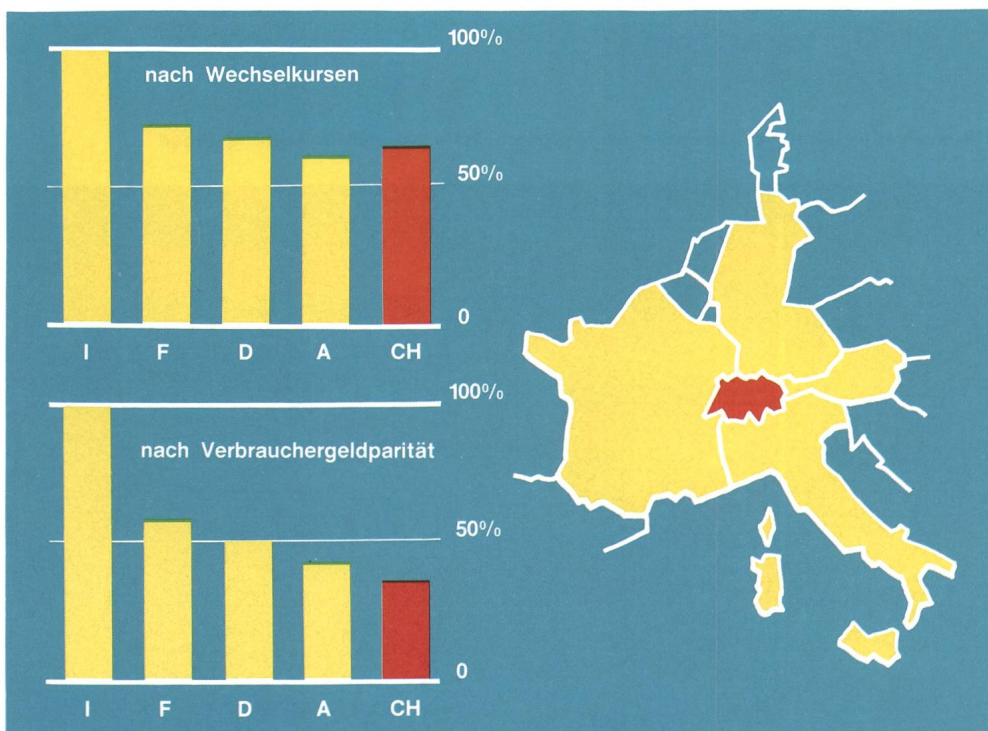 100%
nach Wechselkursen
50%
0
I F D A CH
100%
nach Verbrauchergeldparität
50%
0
I F D A CH